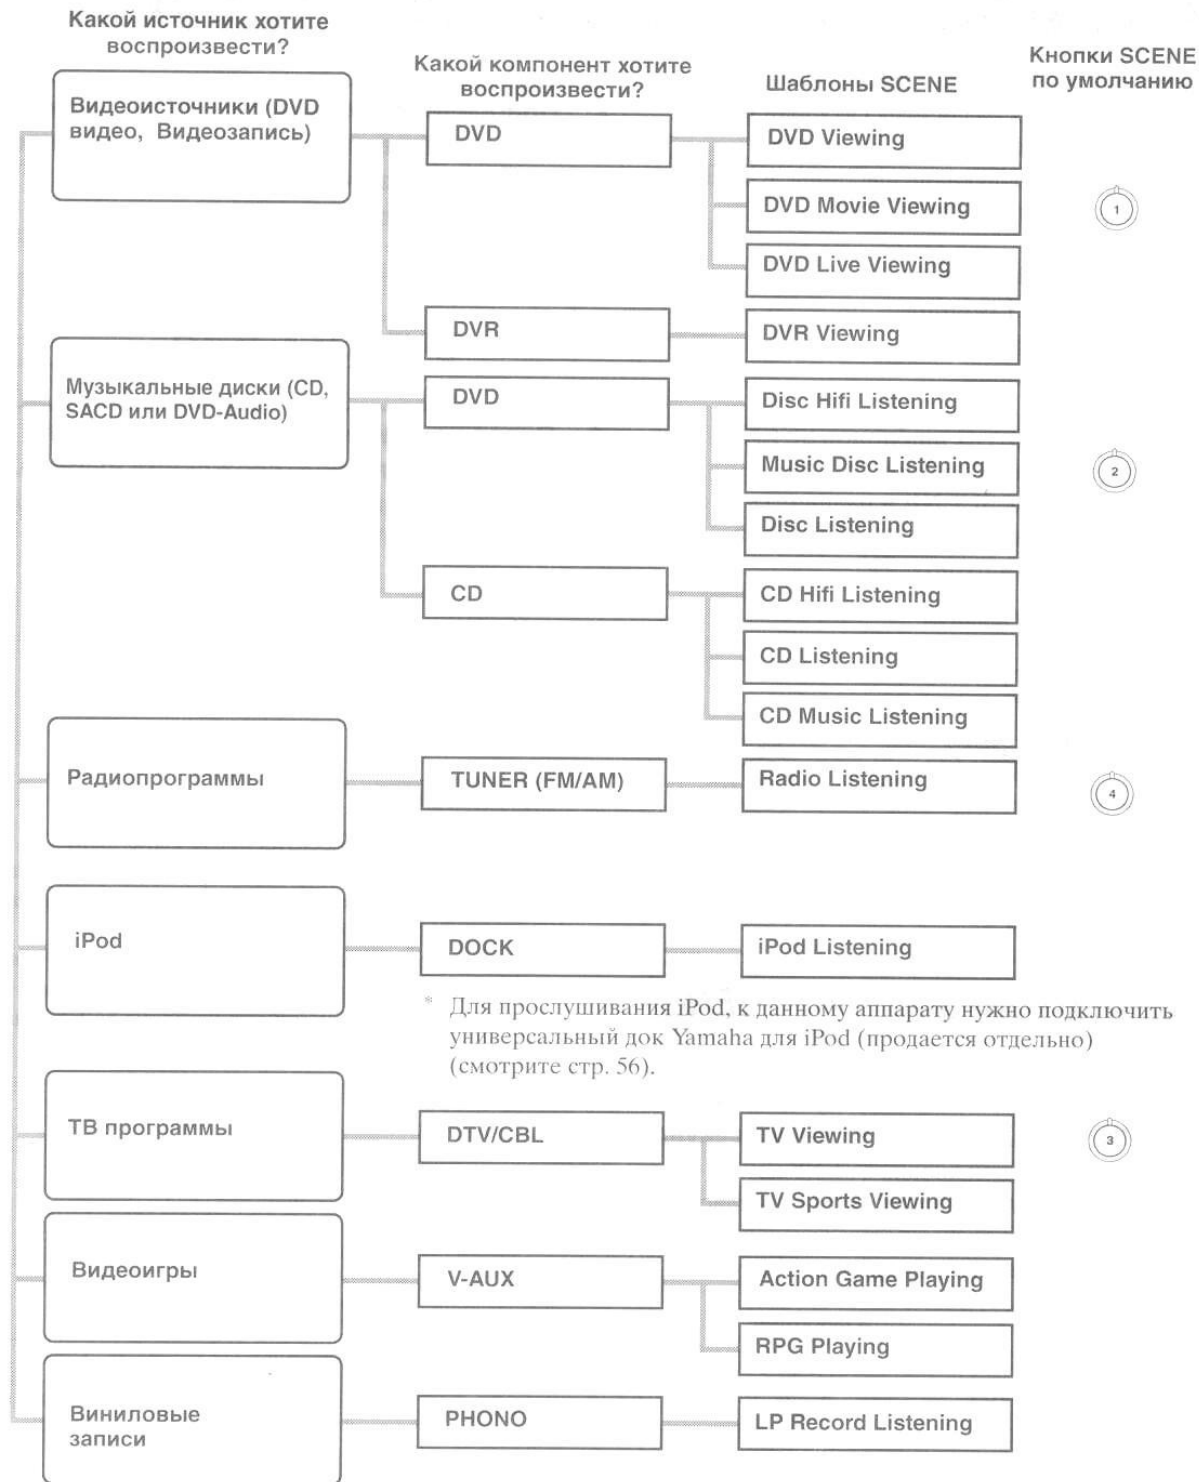 Какой источник хотите
воспроизвести?
Какой компонент хотите
воспроизвести?
Шаблоны SCENE
Кнопки SCENE
по умолчанию
Видеоисточники (DVD
видео, Видеозапись)
DVD
DVD Viewing
DVD Movie Viewing
1
DVD Live Viewing
DVR
DVR Viewing
Музыкальные диски (CD,
SACD или DVD-Audio)
DVD
Disc Hifi Listening
Music Disc Listening
2
Disc Listening
CD
CD Hifi Listening
CD Listening
CD Music Listening
Радиопрограммы
TUNER (FM/AM)
Radio Listening
4
iPod
DOCK
iPod Listening
* Для прослушивания iPod, к данному аппарату нужно подключить
универсальный док Yamaha для iPod (продается отдельно)
(смотрите стр. 56).
ТВ программы
DTV/CBL
TV Viewing
3
TV Sports Viewing
Видеоигры
V-AUX
Action Game Playing
RPG Playing
Виниловые
записи
PHONO
LP Record Listening